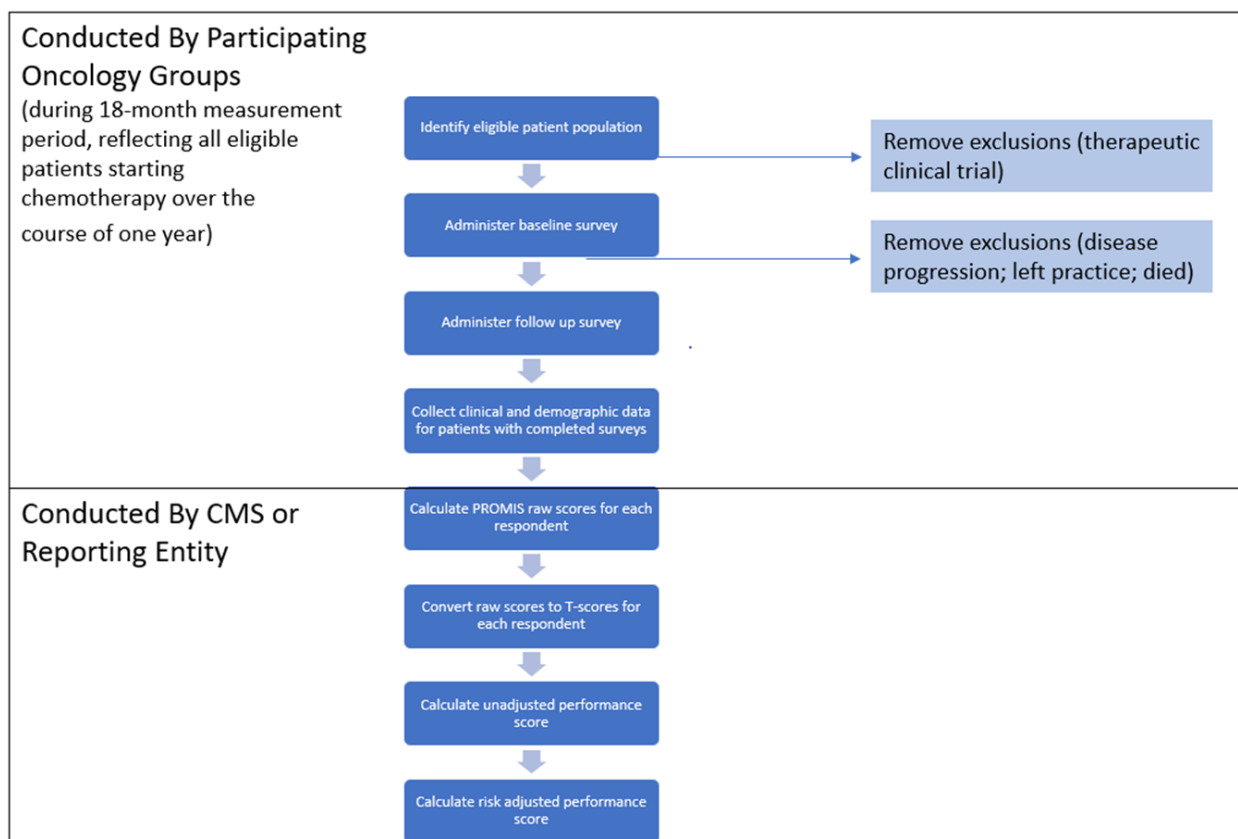 Conducted By Participating
Oncology Groups
(during 18-month measurement
period, reflecting all eligible
patients starting
chemotherapy over the
course of one year)
Identify eligible patient population
Remove exclusions (therapeutic
clinical trial)
Administer baseline survey
Remove exclusions (disease
progression; left practice; died)
Administer follow up survey
Collect clinical and demographic data
for patients with completed surveys
Conducted By CMS or
Reporting Entity
Calculate PROMIS raw scores for each
respondent
Convert raw scores to T-scores for
each respondent
Calculate unadjusted performance
score
Calculate risk adjusted performance
score